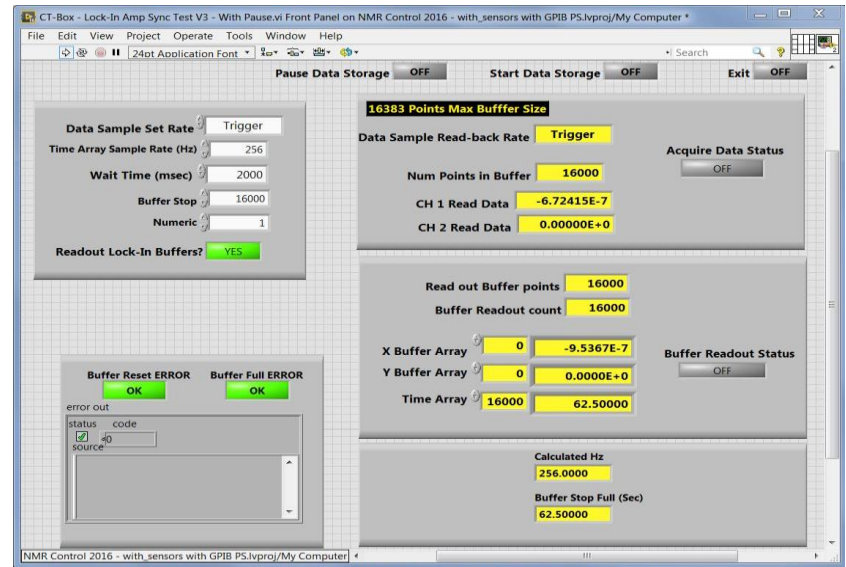 CT-Box - Lock-In Amp Sync Test V3 - With Pause.vi Front Panel on NMR Control 2016 - with_sensors with GPIB PS.lvproj/My Computer *
File Edit View Project Operate Tools Window Help
24pt Application Font
Search
Pause Data Storage OFF
Start Data Storage OFF
Exit OFF
Data Sample Set Rate Trigger
Time Array Sample Rate (Hz) 256
Wait Time (msec) 2000
Buffer Stop 16000
Numeric 1
Readout Lock-In Buffers? YES
16383 Points Max Bufffer Size
Data Sample Read-back Rate Trigger
Num Points in Buffer 16000
CH 1 Read Data -6.72415E-7
CH 2 Read Data 0.00000E+0
Acquire Data Status
OFF
Read out Buffer points 16000
Buffer Readout count 16000
X Buffer Array 0 -9.5367E-7
Y Buffer Array 0 0.0000E+0
Time Array 16000 62.50000
Buffer Readout Status
OFF
Buffer Reset ERROR Buffer Full ERROR
OK OK
error out
status code
0
source
Calculated Hz
256.0000
Buffer Stop Full (Sec)
62.50000
NMR Control 2016 - with_sensors with GPIB PS.lvproj/My Computer